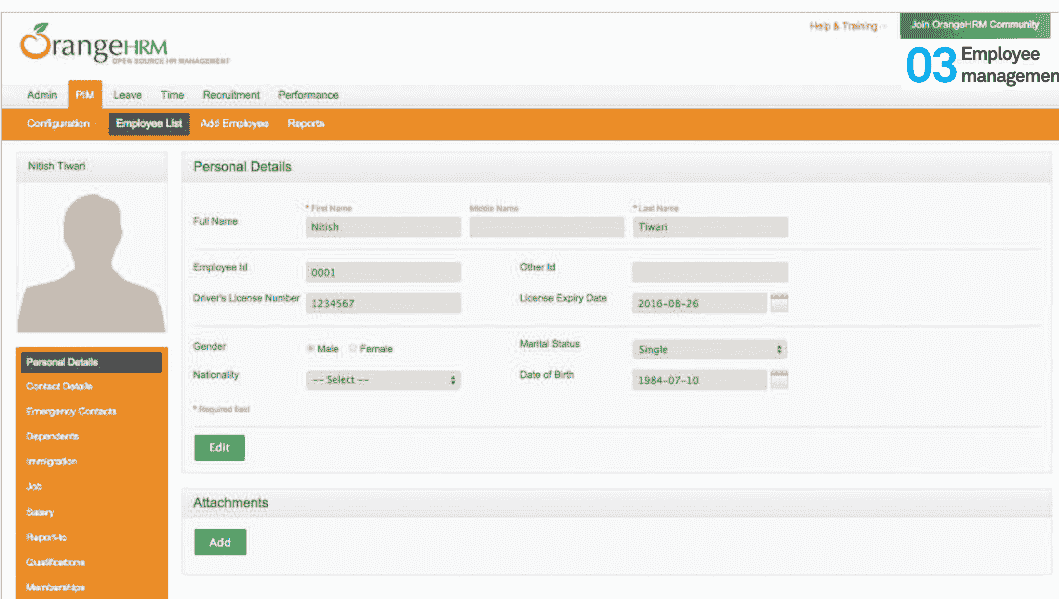 Help & Training
Join OrangeHRM Community
OrangeHRM
OPEN SOURCE HR MANAGEMENT
03 Employee
managemen
Admin PIM Leave Time Recruitment Performance
Configuration Employee List Add Employee Reports
Nitish Tiwari
Personal Details
* First Name Middle Name * Last Name
Full Name Nitish Tiwari
Employee Id 0001 Other Id
Driver's License Number 1234567 License Expiry Date 2016-08-26
Gender Male Female Marital Status Single
Nationality -- Select -- Date of Birth 1984-07-10
* Required field
Edit
Attachments
Add
Personal Details
Contact Details
Emergency Contacts
Dependents
Immigration
Job
Salary
Report-to
Qualifications
Memberships